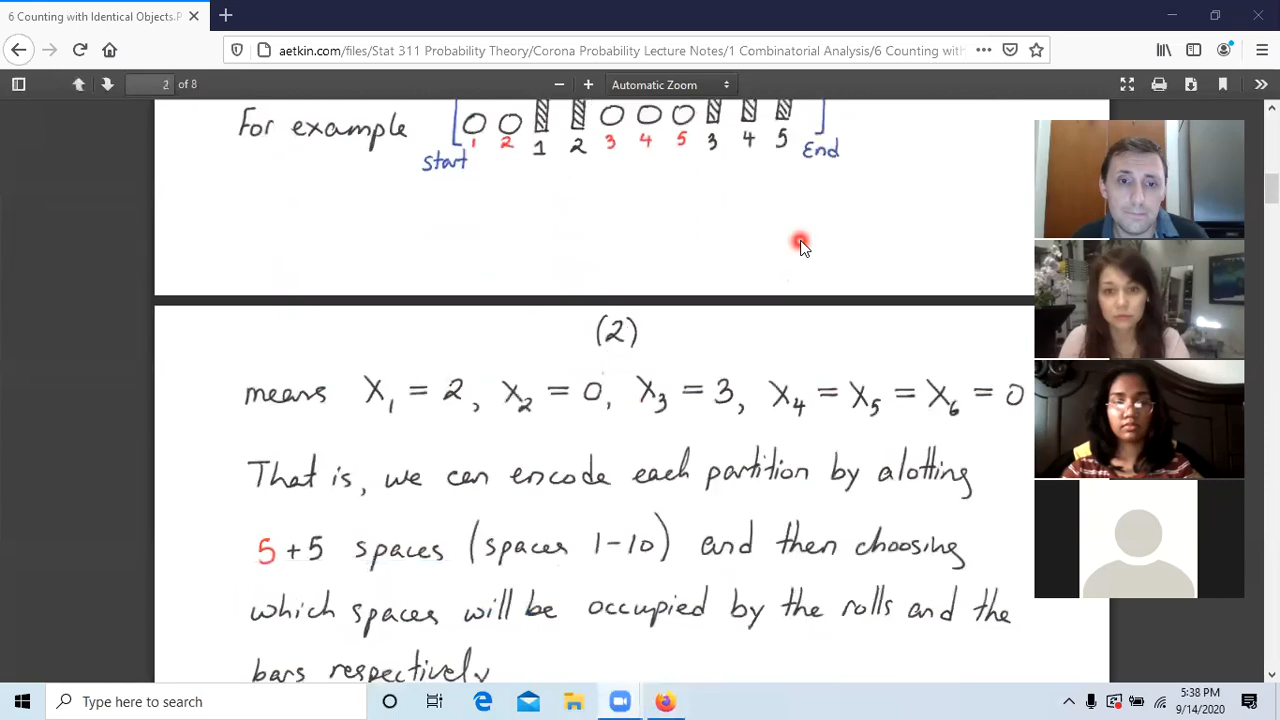 6 Counting with Identical Objects.P
aetkin.com/files/Stat 311 Probability Theory/Corona Probability Lecture Notes/1 Combinatorial Analysis/6 Counting with
2 of 8
Automatic Zoom
For example
1 2 1 2 3 4 5 3 4 5
Start End
(2)
means X₁ = 2, X₂ = 0, X₃ = 3, X₄ = X₅ = X₆ = 0
That is, we can encode each partition by alotting
5 + 5 spaces (spaces 1-10) and then choosing
which spaces will be occupied by the rolls and the
bars respectively
Type here to search
5:38 PM
9/14/2020